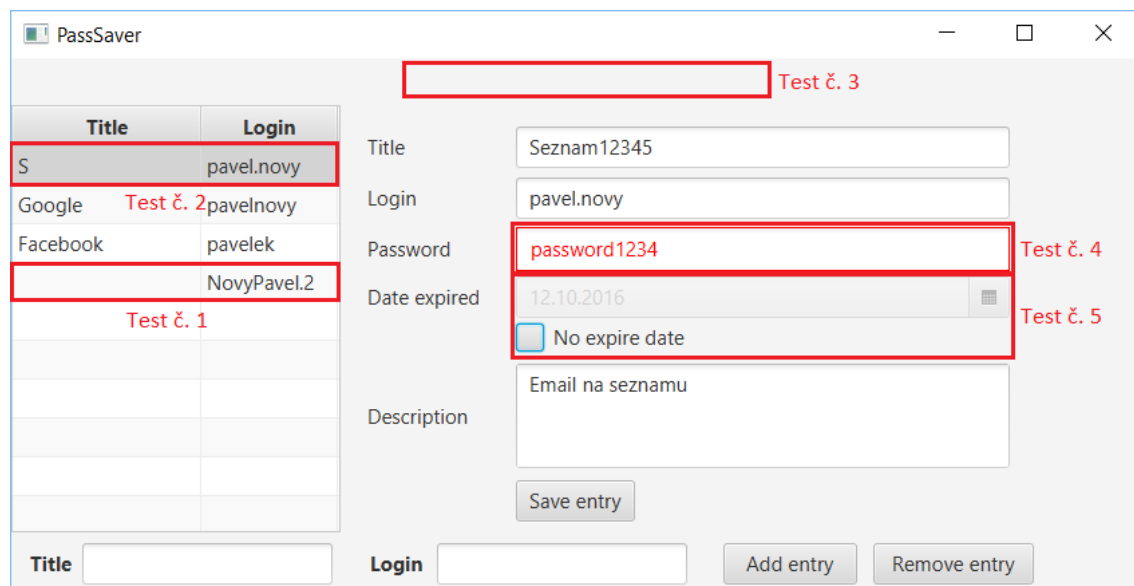 PassSaver
Test č. 3
Title Login
S pavel.novy
Google Test č. 2 pavelnovy
Facebook pavelek
NovyPavel.2
Test č. 1
Title Seznam12345
Login pavel.novy
Password password1234 Test č. 4
Date expired 12.10.2016
Test č. 5
No expire date
Description Email na seznamu
Save entry
Title Login Add entry Remove entry